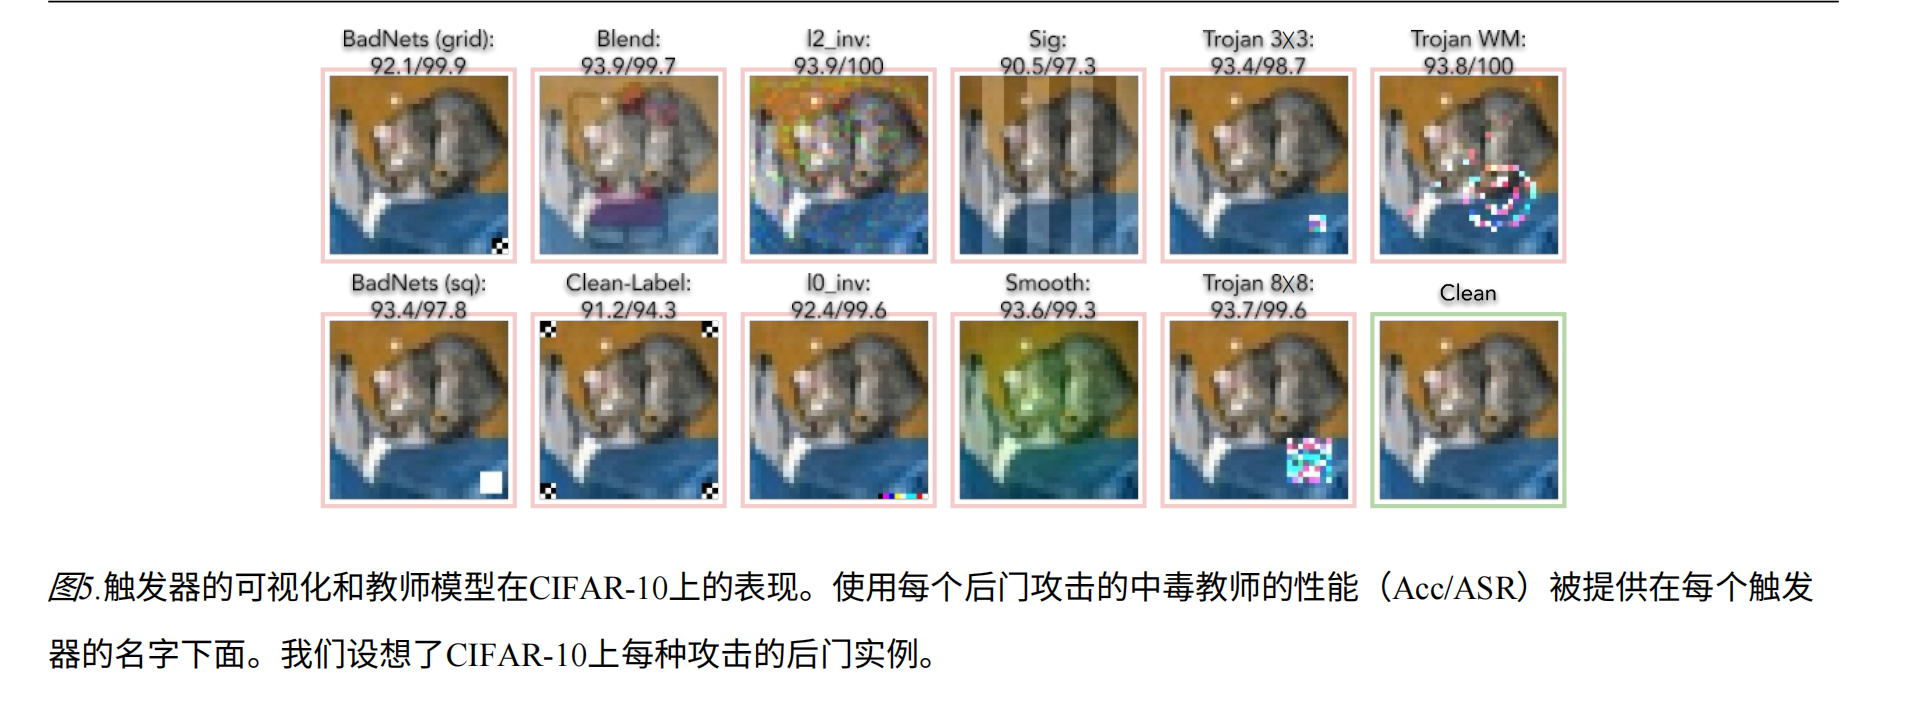 BadNets (grid): Blend: l2_inv: Sig: Trojan 3X3: Trojan WM:
92.1/99.9 93.9/99.7 93.9/100 90.5/97.3 93.4/98.7 93.8/100
BadNets (sq): Clean-Label: l0_inv: Smooth: Trojan 8X8: Clean
93.4/97.8 91.2/94.3 92.4/99.6 93.6/99.3 93.7/99.6
图5.触发器的可视化和教师模型在CIFAR-10上的表现。使用每个后门攻击的中毒教师的性能（Acc/ASR）被提供在每个触发
器的名字下面。我们设想了CIFAR-10上每种攻击的后门实例。